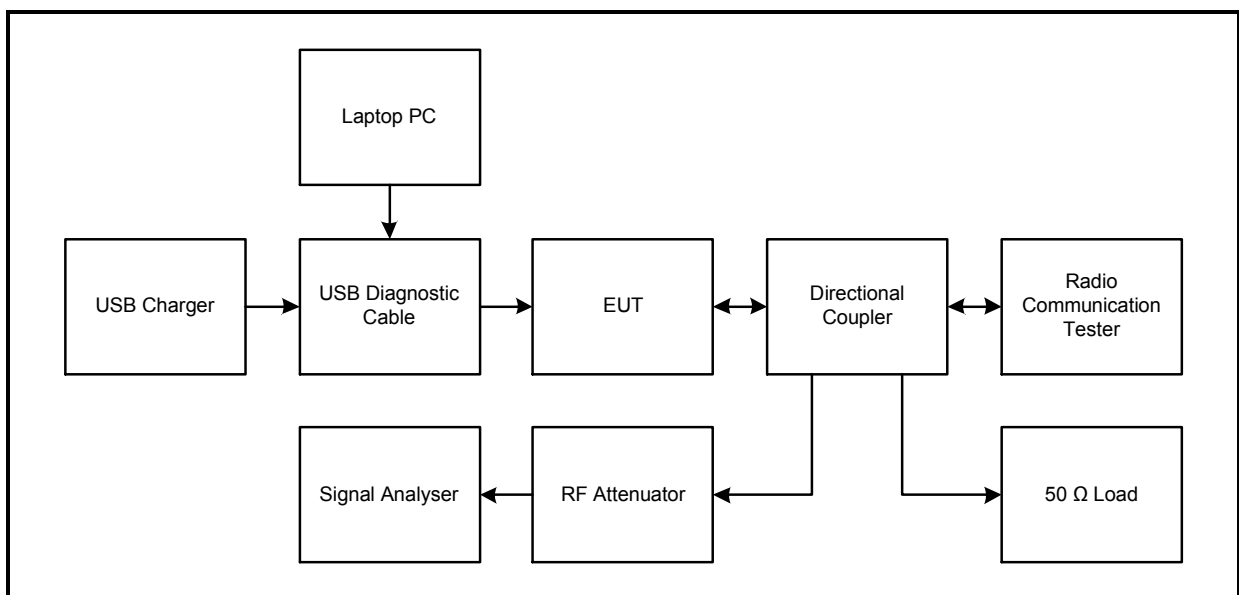 Laptop PC
USB Charger
USB Diagnostic
Cable
EUT
Directional
Coupler
Radio
Communication
Tester
Signal Analyser
RF Attenuator
50 Ω Load